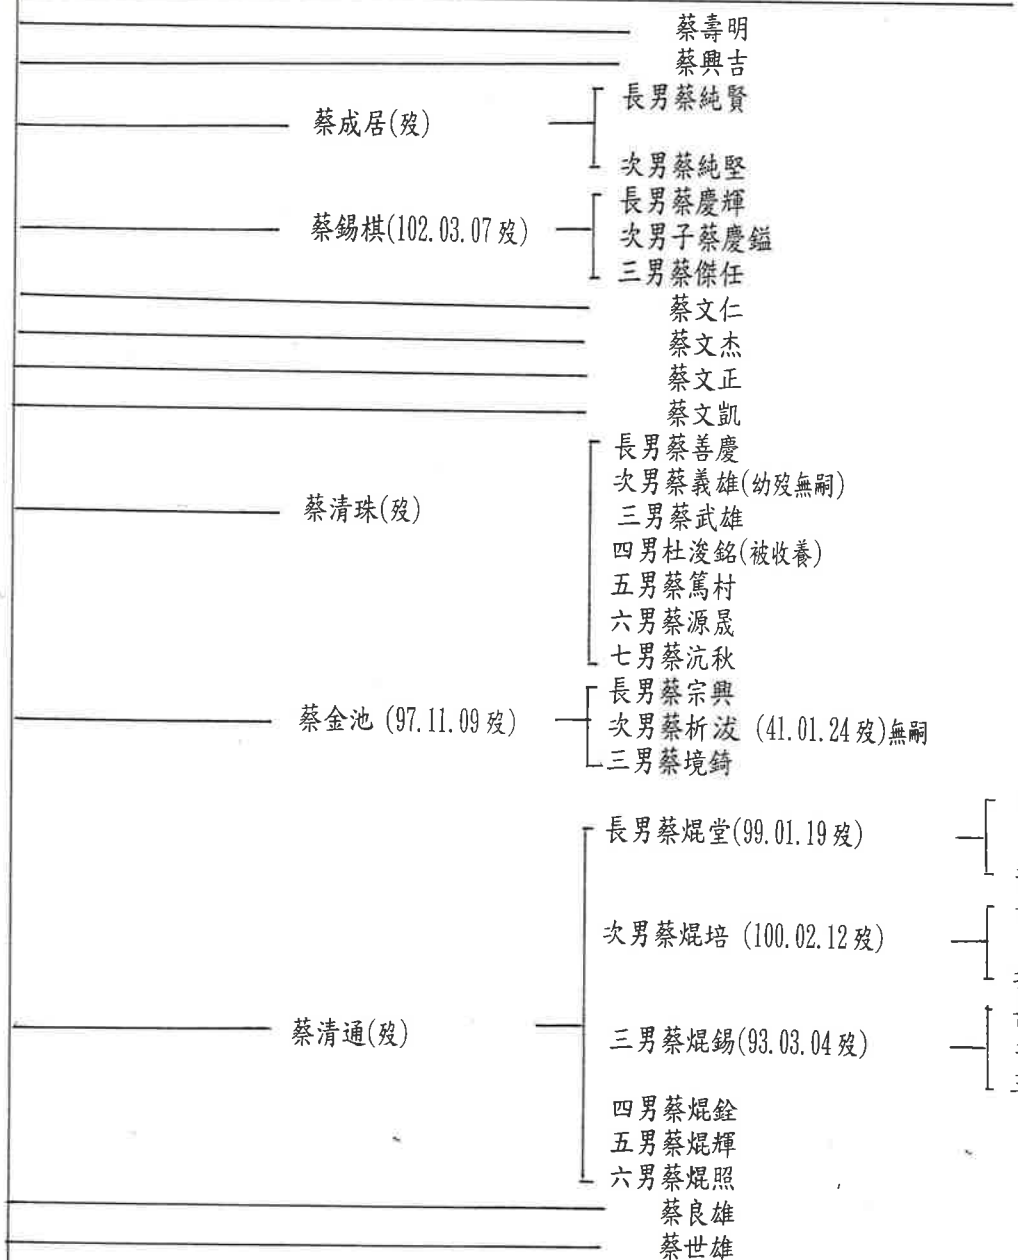 蔡壽明
蔡興吉
蔡成居(歿)
長男蔡純賢
次男蔡純堅
蔡錫棋(102.03.07歿)
長男蔡慶輝
次男子蔡慶鎰
三男蔡傑任
蔡文仁
蔡文杰
蔡文正
蔡文凱
蔡清珠(歿)
長男蔡善慶
次男蔡義雄(幼歿無嗣)
三男蔡武雄
四男杜浚銘(被收養)
五男蔡篤村
六男蔡源晟
七男蔡沆秋
蔡金池 (97.11.09歿)
長男蔡宗興
次男蔡析泼 (41.01.24歿)無嗣
三男蔡境錡
蔡清通(歿)
長男蔡焜堂(99.01.19歿)
次男蔡焜培 (100.02.12歿)
三男蔡焜錫(93.03.04歿)
四男蔡焜銓
五男蔡焜輝
六男蔡焜照
蔡良雄
蔡世雄